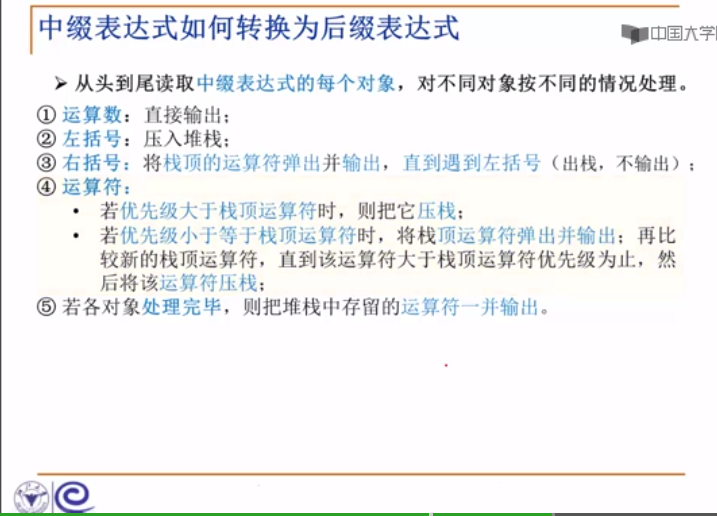 中缀表达式如何转换为后缀表达式
中国大学
➢ 从头到尾读取中缀表达式的每个对象，对不同对象按不同的情况处理。
① 运算数：直接输出；
② 左括号：压入堆栈；
③ 右括号：将栈顶的运算符弹出并输出，直到遇到左括号（出栈，不输出）；
④ 运算符：
• 若优先级大于栈顶运算符时，则把它压栈；
• 若优先级小于等于栈顶运算符时，将栈顶运算符弹出并输出；再比
较新的栈顶运算符，直到该运算符大于栈顶运算符优先级为止，然
后将该运算符压栈；
⑤ 若各对象处理完毕，则把堆栈中存留的运算符一并输出。